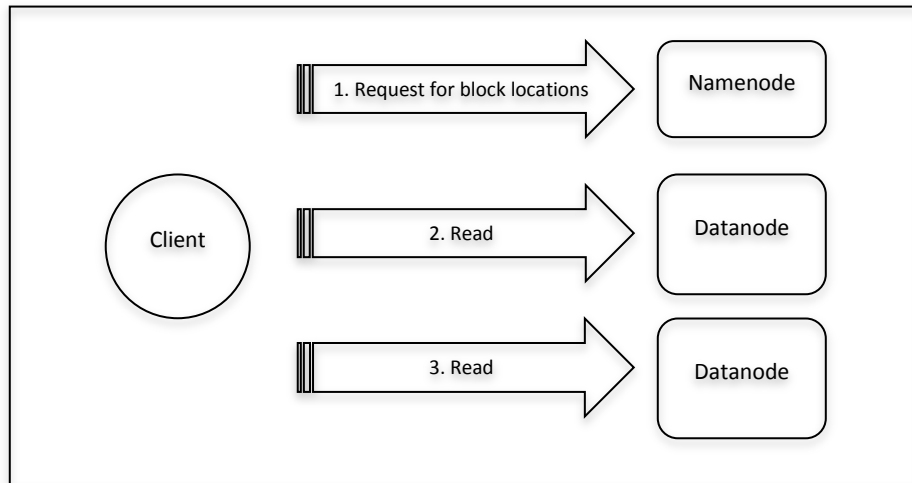 1. Request for block locations
Namenode
Client
2. Read
Datanode
3. Read
Datanode